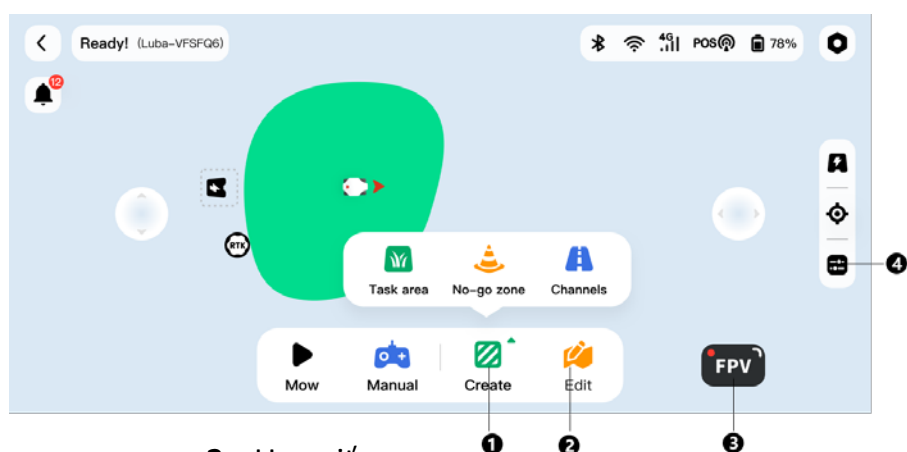 Ready! (Luba-VFSFQ6)
4G POS 78%
12
RTK
Task area No-go zone Channels
4
Mow Manual Create Edit
FPV
1 2 3